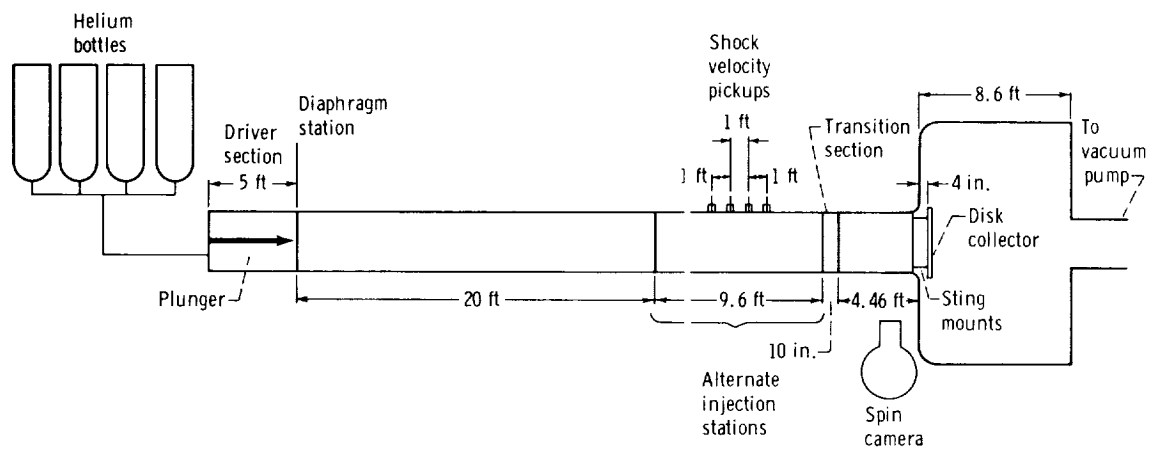 Helium
bottles
Driver
section
5 ft
Diaphragm
station
Shock
velocity
pickups
1 ft
1 ft
1 ft
Transition
section
8.6 ft
To
vacuum
pump
4 in.
Disk
collector
Plunger
20 ft
9.6 ft
4.46 ft
Sting
mounts
10 in.
Alternate
injection
stations
Spin
camera